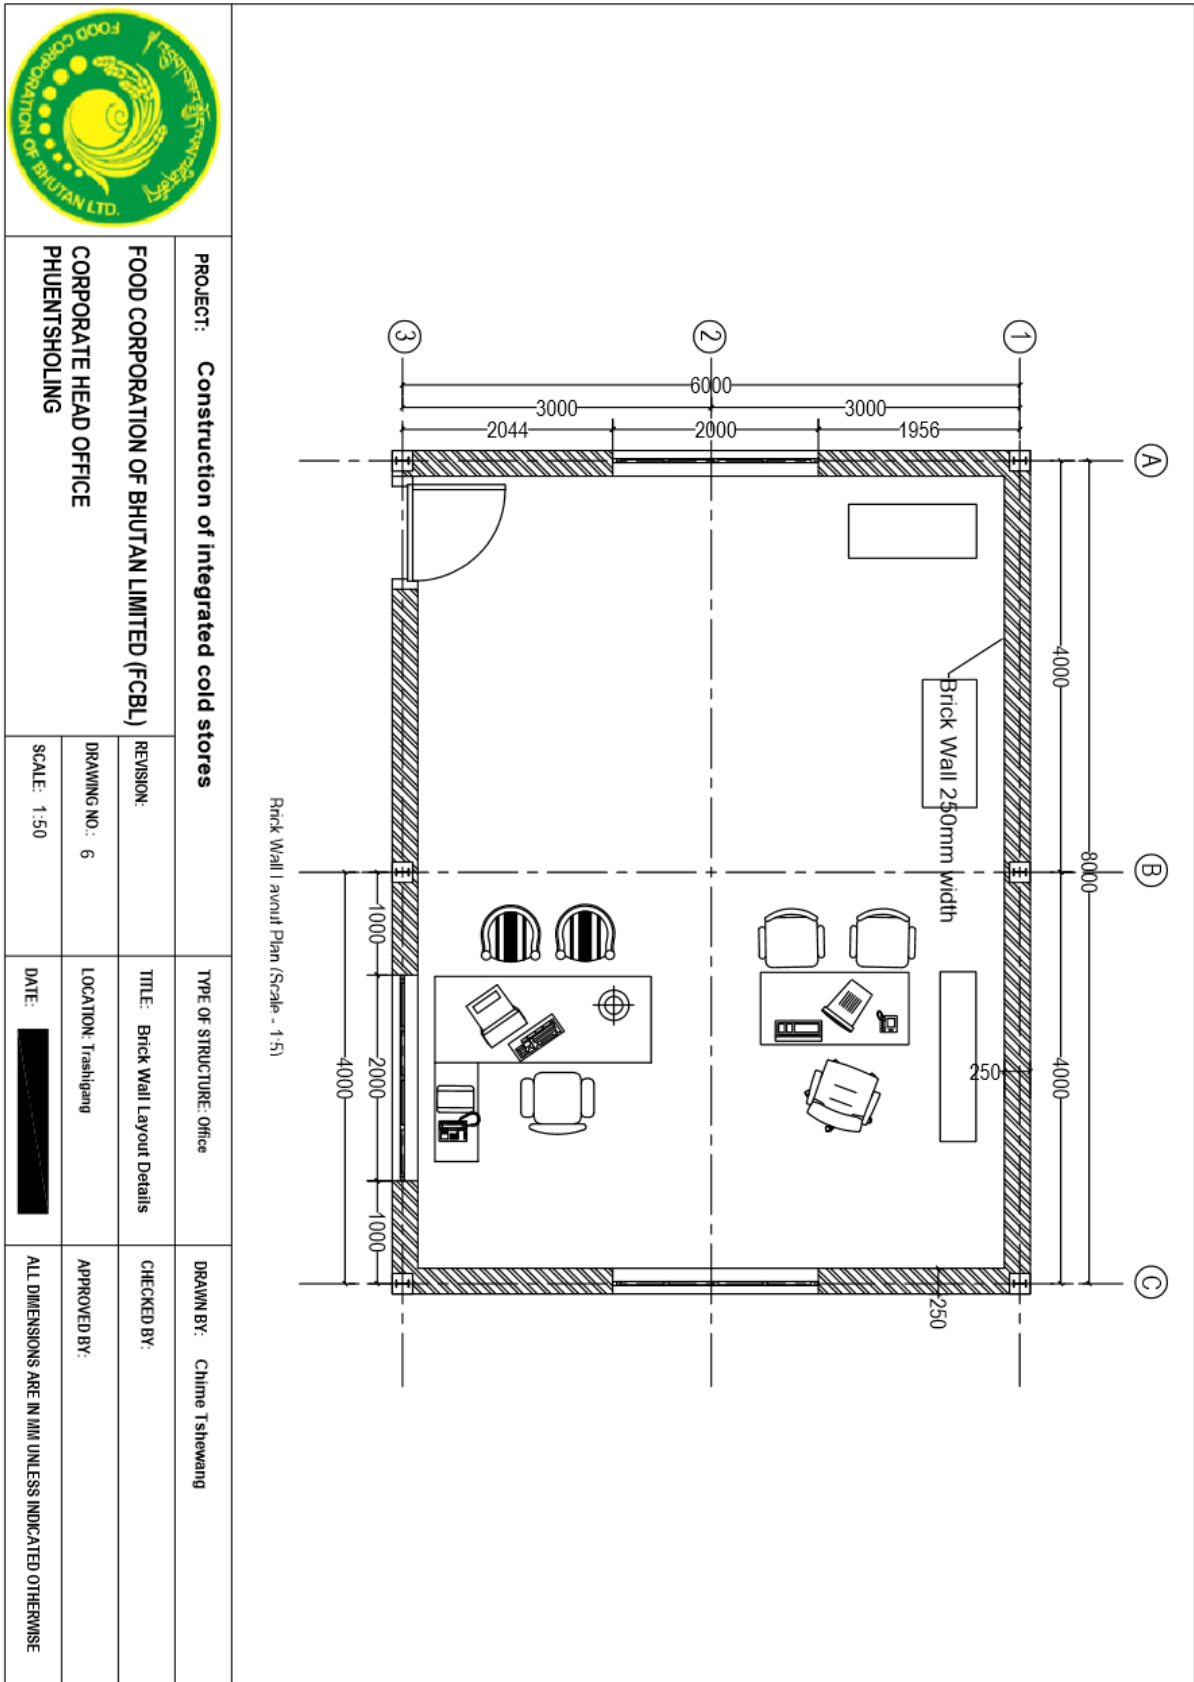 A
B
C
8000
4000
4000
1
2
3
6000
3000
3000
2044
2000
1956
Brick Wall 250mm width
250
250
1000
2000
1000
4000
Brick Wall Layout Plan (Scale - 1:5)
FOOD CORPORATION OF BHUTAN LTD.
PROJECT: Construction of integrated cold stores
FOOD CORPORATION OF BHUTAN LIMITED (FCBL)
CORPORATE HEAD OFFICE
PHUENTSHOLING
REVISION:
DRAWING NO.: 6
SCALE: 1:50
TYPE OF STRUCTURE: Office
TITLE: Brick Wall Layout Details
LOCATION: Trashigang
DATE:
DRAWN BY: Chime Tshewang
CHECKED BY:
APPROVED BY:
ALL DIMENSIONS ARE IN MM UNLESS INDICATED OTHERWISE